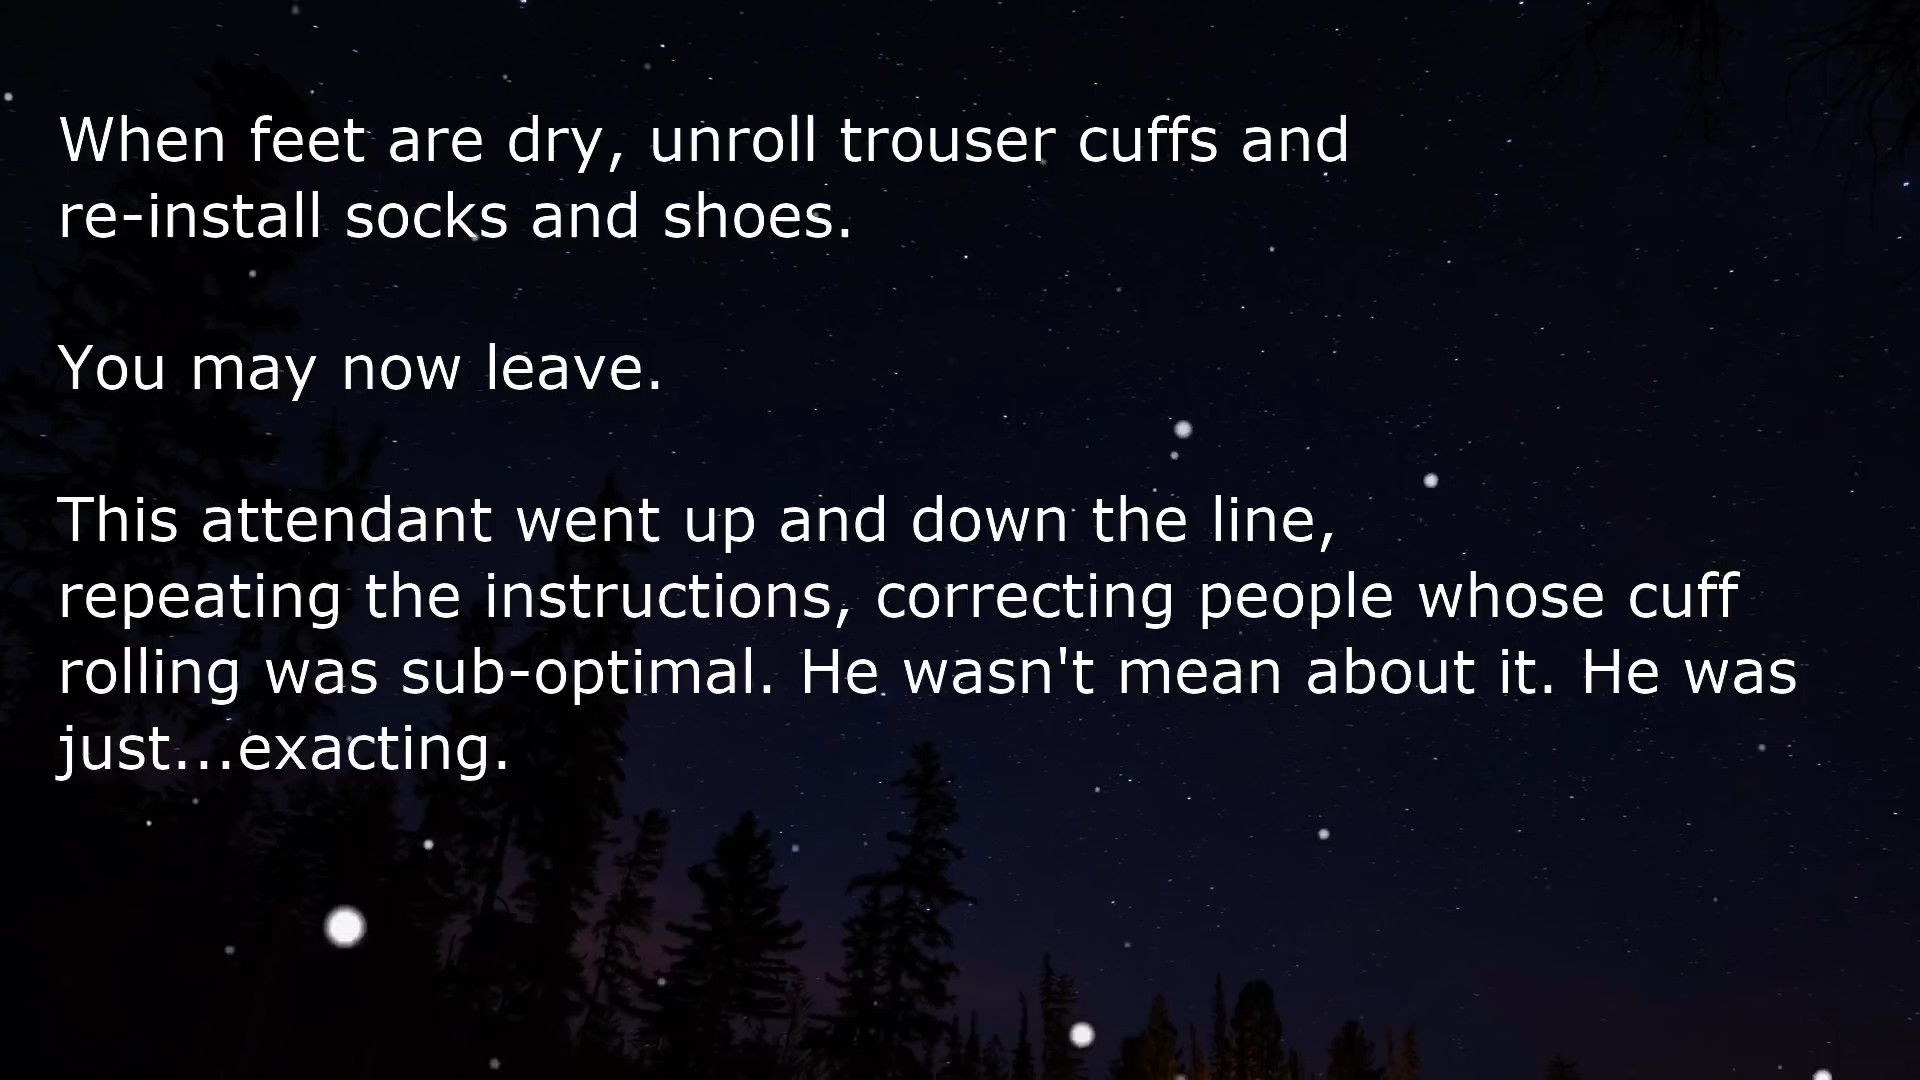 When feet are dry, unroll trouser cuffs and
re-install socks and shoes.
You may now leave.
This attendant went up and down the line,
repeating the instructions, correcting people whose cuff
rolling was sub-optimal. He wasn't mean about it. He was
just...exacting.